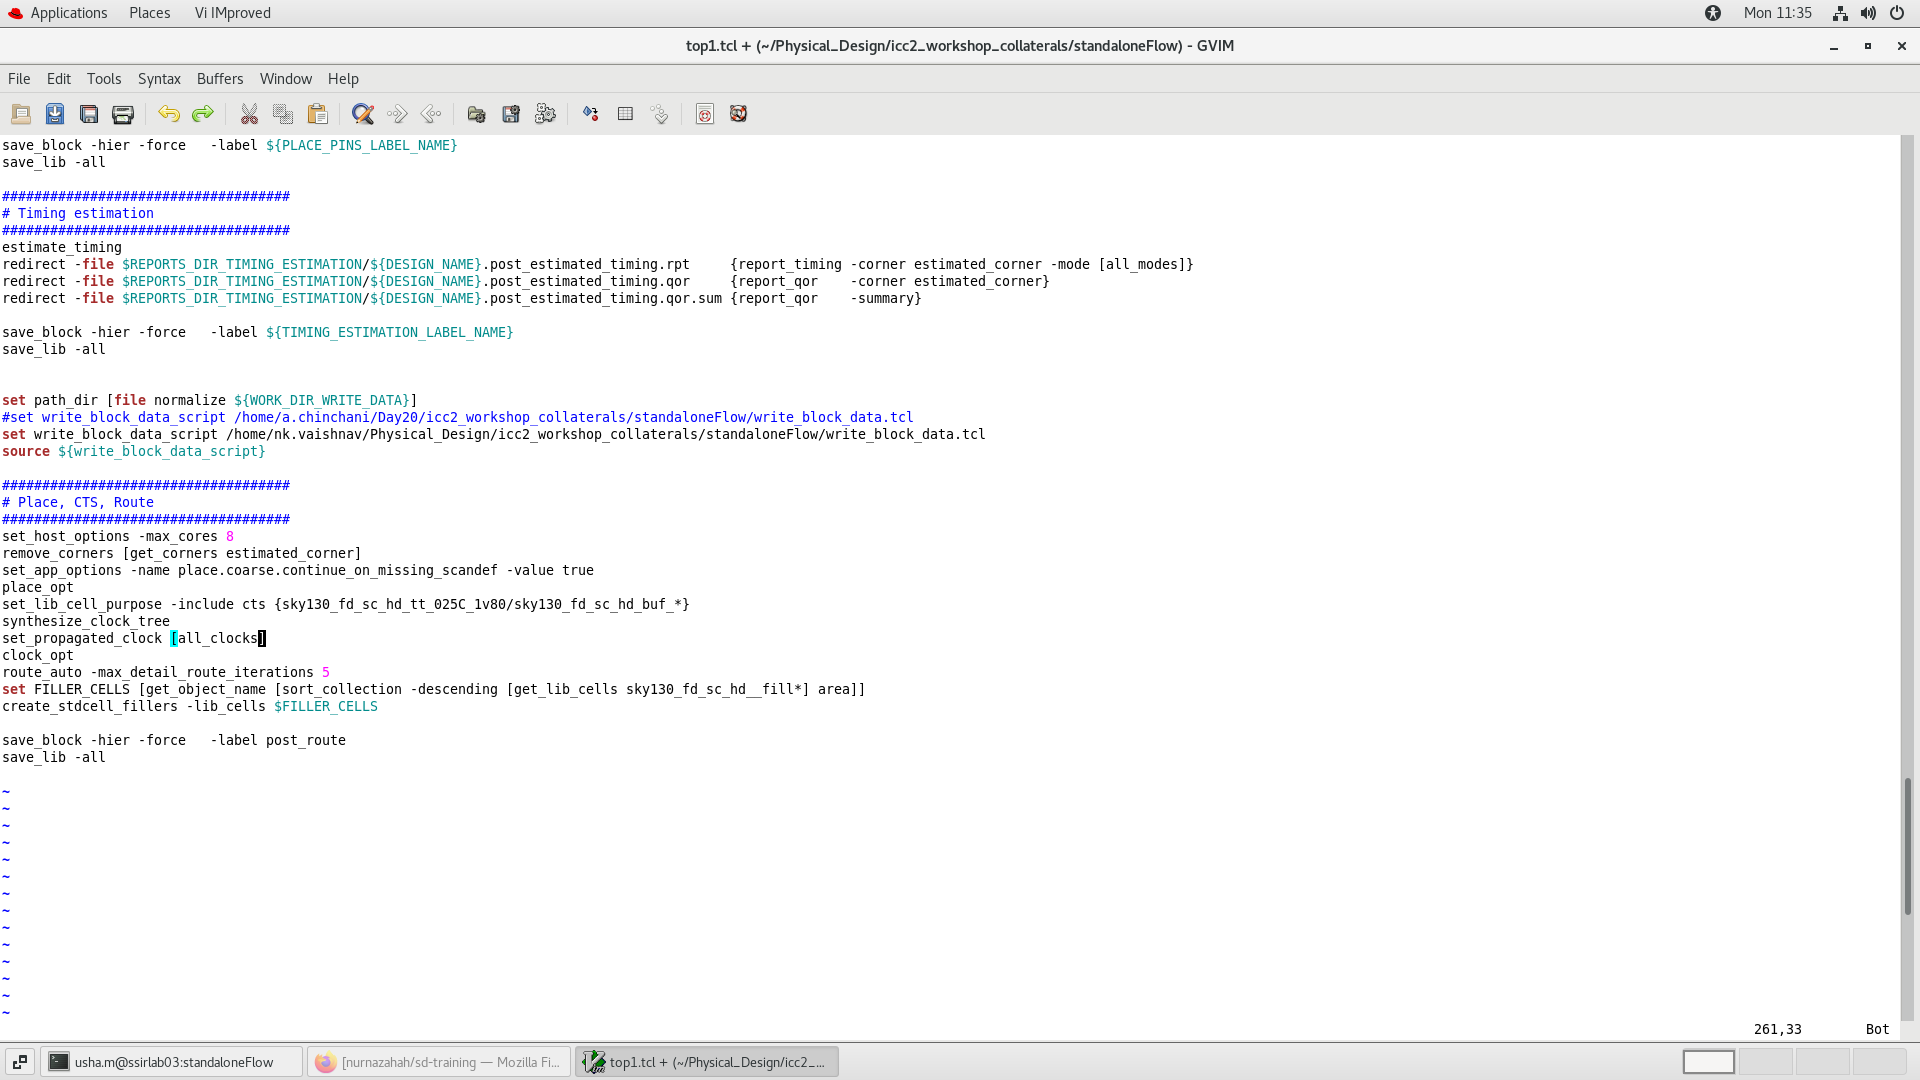 Applications Places Vi IMproved Mon 11:35
top1.tcl + (~/Physical_Design/icc2_workshop_collaterals/standaloneFlow) - GVIM
File Edit Tools Syntax Buffers Window Help
save_block -hier -force   -label ${PLACE_PINS_LABEL_NAME}
save_lib -all
####################################
# Timing estimation
####################################
estimate_timing
redirect -file $REPORTS_DIR_TIMING_ESTIMATION/${DESIGN_NAME}.post_estimated_timing.rpt     {report_timing -corner estimated_corner -mode [all_modes]}
redirect -file $REPORTS_DIR_TIMING_ESTIMATION/${DESIGN_NAME}.post_estimated_timing.qor     {report_qor    -corner estimated_corner}
redirect -file $REPORTS_DIR_TIMING_ESTIMATION/${DESIGN_NAME}.post_estimated_timing.qor.sum {report_qor    -summary}
save_block -hier -force   -label ${TIMING_ESTIMATION_LABEL_NAME}
save_lib -all
set path_dir [file normalize ${WORK_DIR_WRITE_DATA}]
#set write_block_data_script /home/a.chinchani/Day20/icc2_workshop_collaterals/standaloneFlow/write_block_data.tcl
set write_block_data_script /home/nk.vaishnav/Physical_Design/icc2_workshop_collaterals/standaloneFlow/write_block_data.tcl
source ${write_block_data_script}
####################################
# Place, CTS, Route
####################################
set_host_options -max_cores 8
remove_corners [get_corners estimated_corner]
set_app_options -name place.coarse.continue_on_missing_scandef -value true
place_opt
set_lib_cell_purpose -include cts {sky130_fd_sc_hd_tt_025C_1v80/sky130_fd_sc_hd_buf_*}
synthesize_clock_tree
set_propagated_clock [all_clocks]
clock_opt
route_auto -max_detail_route_iterations 5
set FILLER_CELLS [get_object_name [sort_collection -descending [get_lib_cells sky130_fd_sc_hd__fill*] area]]
create_stdcell_fillers -lib_cells $FILLER_CELLS
save_block -hier -force   -label post_route
save_lib -all
~
~
~
~
~
~
~
~
~
~
~
~
~
~
261,33 Bot
usha.m@ssirlab03:standaloneFlow [nurnazahah/sd-training — Mozilla Fi... top1.tcl + (~/Physical_Design/icc2_...